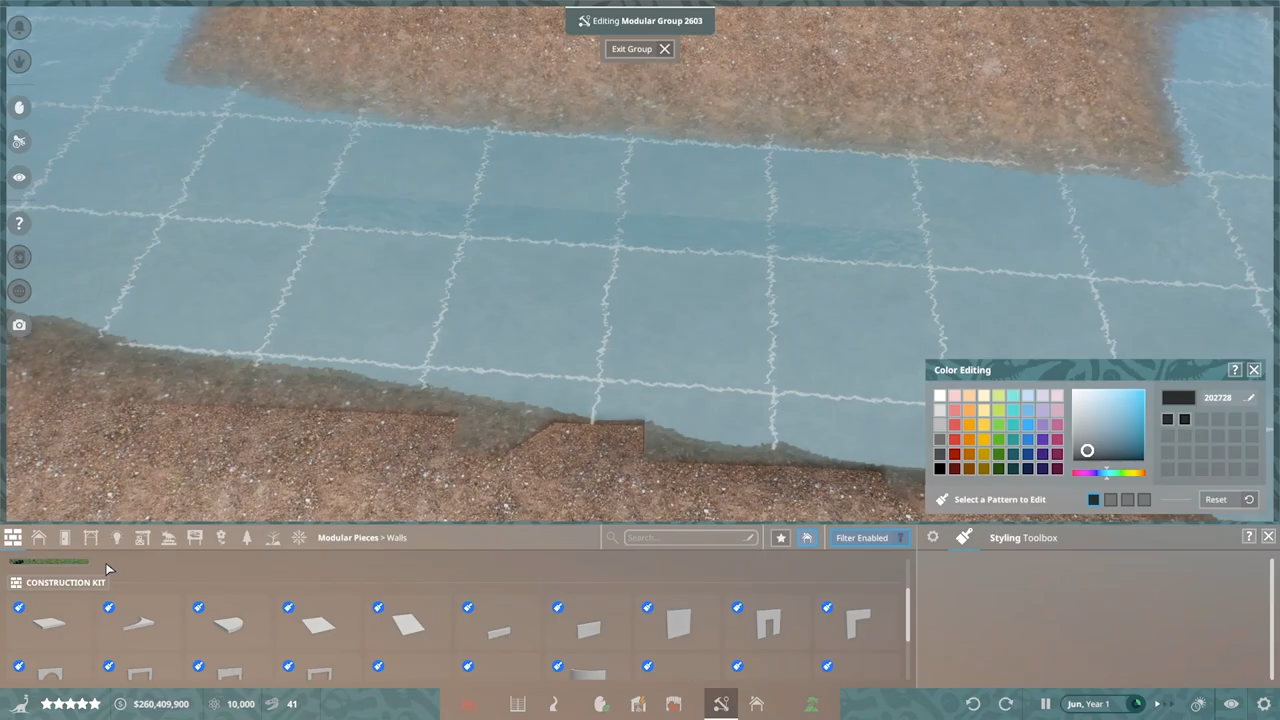 Editing Modular Group 2603
Exit Group
Color Editing
?
202728
Select a Pattern to Edit
Reset
?
Modular Pieces > Walls
Search...
Filter Enabled
Styling Toolbox
?
CONSTRUCTION KIT
$260,409,900
10,000
41
Jun, Year 1